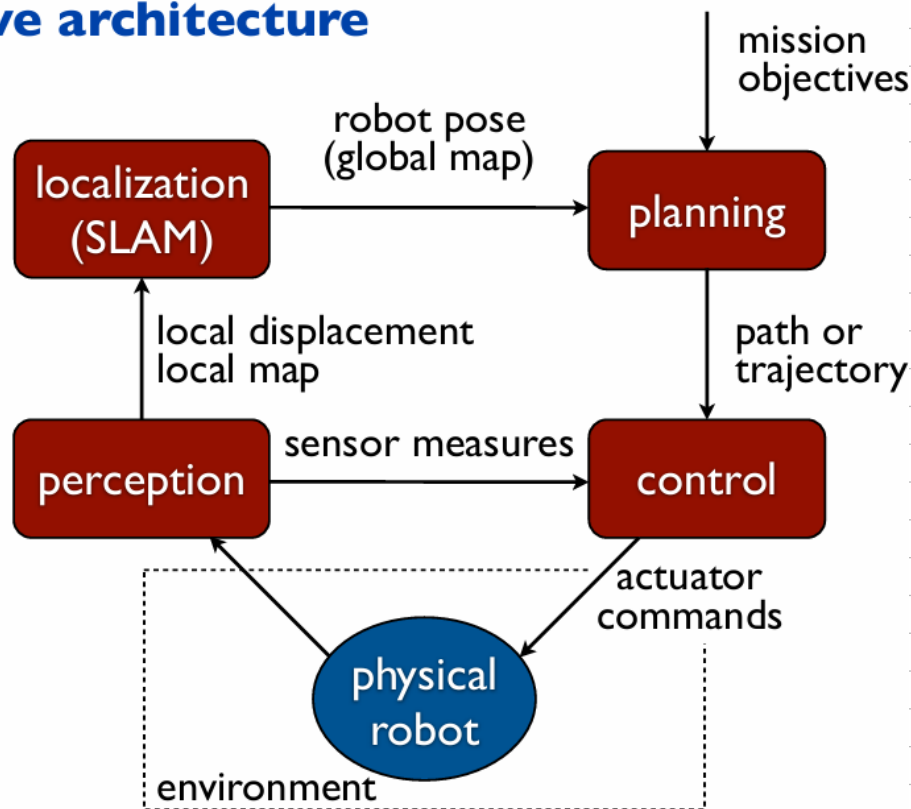 ve architecture
mission
objectives
robot pose
(global map)
localization
(SLAM)
planning
local displacement
local map
path or
trajectory
sensor measures
perception
control
actuator
commands
physical
robot
environment